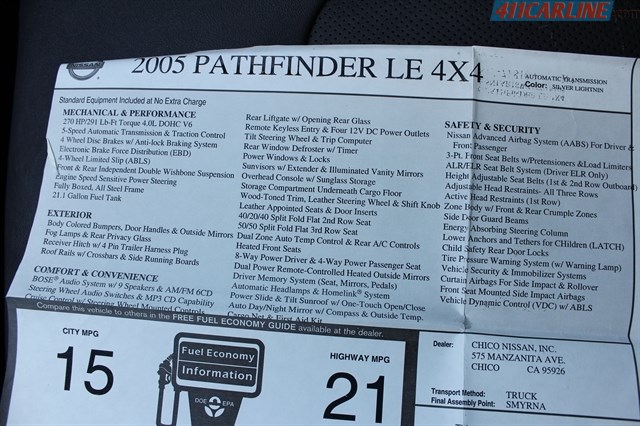 411CARLINE
NISSAN
2005 PATHFINDER LE 4X4
AUTOMATIC TRANSMISSION
Color: SILVER LIGHTNIN
Standard Equipment Included at No Extra Charge
MECHANICAL & PERFORMANCE
270 HP/291 Lb-Ft Torque 4.0L DOHC V6
5-Speed Automatic Transmission & Traction Control
4 Wheel Disc Brakes w/ Anti-lock Braking System
Electronic Brake Force Distribution (EBD)
4-Wheel Limited Slip (ABLS)
Front & Rear Independent Double Wishbone Suspension
Engine Speed Sensitive Power Steering
Fully Boxed, All Steel Frame
21.1 Gallon Fuel Tank
EXTERIOR
Body Colored Bumpers, Door Handles & Outside Mirrors
Fog Lamps & Rear Privacy Glass
Receiver Hitch w/ 4 Pin Trailer Harness Plug
Roof Rails w/ Crossbars & Side Running Boards
COMFORT & CONVENIENCE
BOSE® Audio System w/ 9 Speakers & AM/FM 6CD
Steering Wheel Audio Switches & MP3 CD Capability
Cruise Control w/ Steering Wheel Mounted Controls
Rear Liftgate w/ Opening Rear Glass
Remote Keyless Entry & Four 12V DC Power Outlets
Tilt Steering Wheel & Trip Computer
Rear Window Defroster w/ Timer
Power Windows & Locks
Sunvisors w/ Extender & Illuminated Vanity Mirrors
Overhead Console w/ Sunglass Storage
Storage Compartment Underneath Cargo Floor
Wood-Toned Trim, Leather Steering Wheel & Shift Knob
Leather Appointed Seats & Door Inserts
40/20/40 Split Fold Flat 2nd Row Seat
50/50 Split Fold Flat 3rd Row Seat
Dual Zone Auto Temp Control & Rear A/C Controls
Heated Front Seats
8-Way Power Driver & 4-Way Power Passenger Seat
Dual Power Remote-Controlled Heated Outside Mirrors
Driver Memory System (Seat, Mirrors, Pedals)
Automatic Headlamps & Homelink® System
Power Slide & Tilt Sunroof w/ One-Touch Open/Close
Auto Day/Night Mirror w/ Compass & Outside Temp.
Cargo Net & First Aid Kit
SAFETY & SECURITY
Nissan Advanced Airbag System (AABS) For Driver &
Front Passenger
3-Pt. Front Seat Belts w/Pretensioners &Load Limiters
ALR/ELR Seat Belt System (Driver ELR Only)
Height Adjustable Seat Belts (1st & 2nd Row Outboard)
Adjustable Head Restraints- All Three Rows
Active Head Restraints (1st Row)
Zone Body w/ Front & Rear Crumple Zones
Side Door Guard Beams
Energy Absorbing Steering Column
Lower Anchors and Tethers for CHildren (LATCH)
Child Safety Rear Door Locks
Tire Pressure Warning System (w/ Warning Lamp)
Vehicle Security & Immobilizer Systems
Curtain Airbags For Side Impact & Rollover
Front Seat Mounted Side Impact Airbags
Vehicle Dynamic Control (VDC) w/ ABLS
Compare this vehicle to others in the FREE FUEL ECONOMY GUIDE available at the dealer.
CITY MPG
15
Fuel Economy
Information
DOE EPA
HIGHWAY MPG
21
Dealer: CHICO NISSAN, INC.
575 MANZANITA AVE.
CHICO CA 95926
Transport Method: TRUCK
Final Assembly Point: SMYRNA